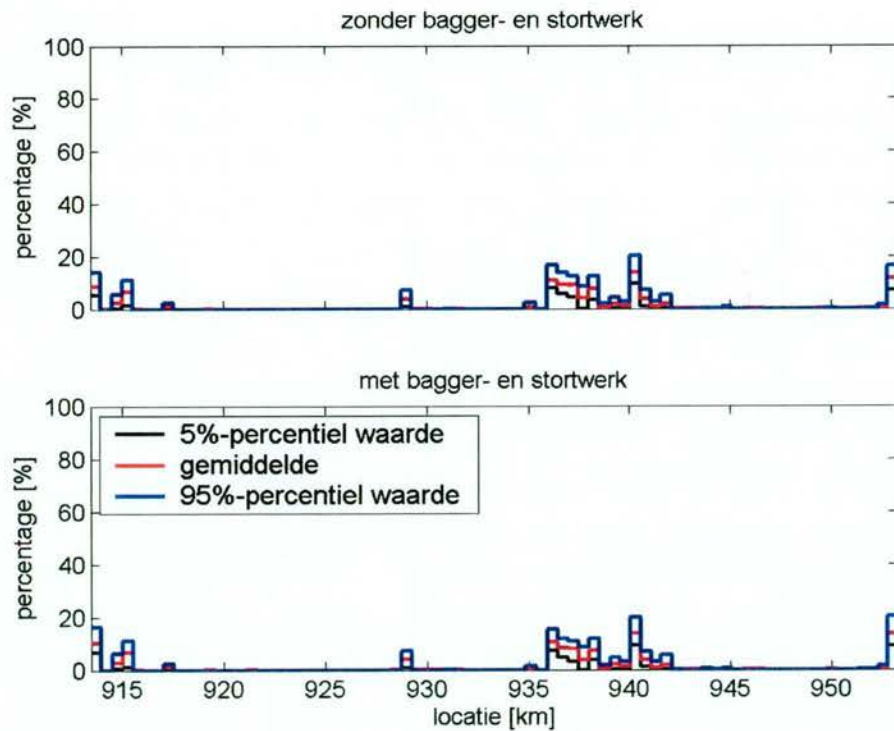 zonder bagger- en stortwerk
100
80
60
40
20
0
percentage [%]
met bagger- en stortwerk
100
80
60
40
20
0
percentage [%]
5%-percentiel waarde
gemiddelde
95%-percentiel waarde
915 920 925 930 935 940 945 950
locatie [km]